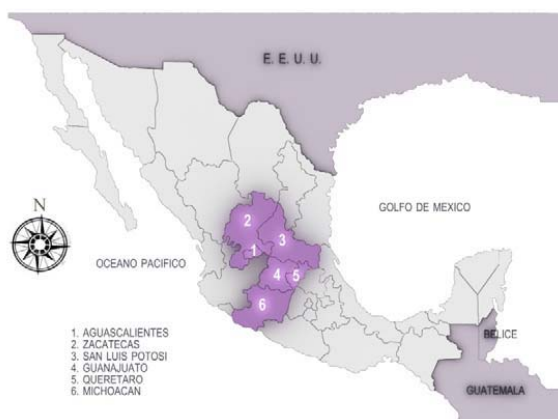 E. E. U. U.
GOLFO DE MEXICO
N
OCEANO PACIFICO
2
3
1
4
5
6
1. AGUASCALIENTES
2. ZACATECAS
3. SAN LUIS POTOSI
4. GUANAJUATO
5. QUERETARO
6. MICHOACAN
BELICE
GUATEMALA